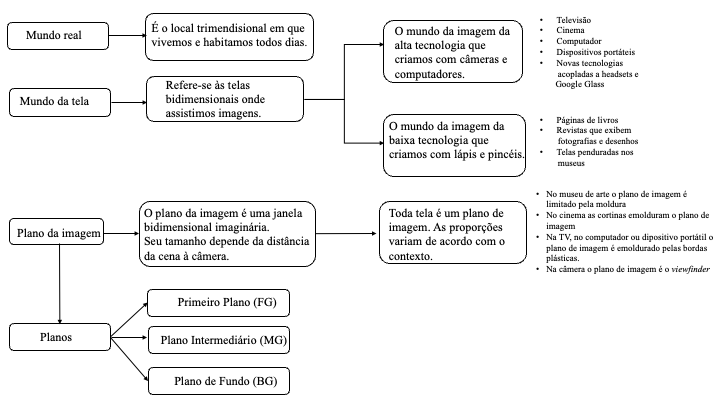 Mundo real
É o local trimendisional em que
vivemos e habitamos todos dias.
Mundo da tela
Refere-se às telas
bidimensionais onde
assistimos imagens.
O mundo da imagem da
alta tecnologia que
criamos com câmeras e
computadores.
• Televisão
• Cinema
• Computador
• Dispositivos portáteis
• Novas tecnologias
acopladas a headsets e
Google Glass
O mundo da imagem da
baixa tecnologia que
criamos com lápis e pincéis.
• Páginas de livros
• Revistas que exibem
fotografias e desenhos
• Telas penduradas nos
museus
Plano da imagem
O plano da imagem é uma janela
bidimensional imaginária.
Seu tamanho depende da distância
da cena à câmera.
Toda tela é um plano de
imagem. As proporções
variam de acordo com o
contexto.
• No museu de arte o plano de imagem é
limitado pela moldura
• No cinema as cortinas emolduram o plano de
imagem
• Na TV, no computador ou dipositivo portátil o
plano de imagem é emoldurado pelas bordas
plásticas.
• Na câmera o plano de imagem é o viewfinder
Planos
Primeiro Plano (FG)
Plano Intermediário (MG)
Plano de Fundo (BG)